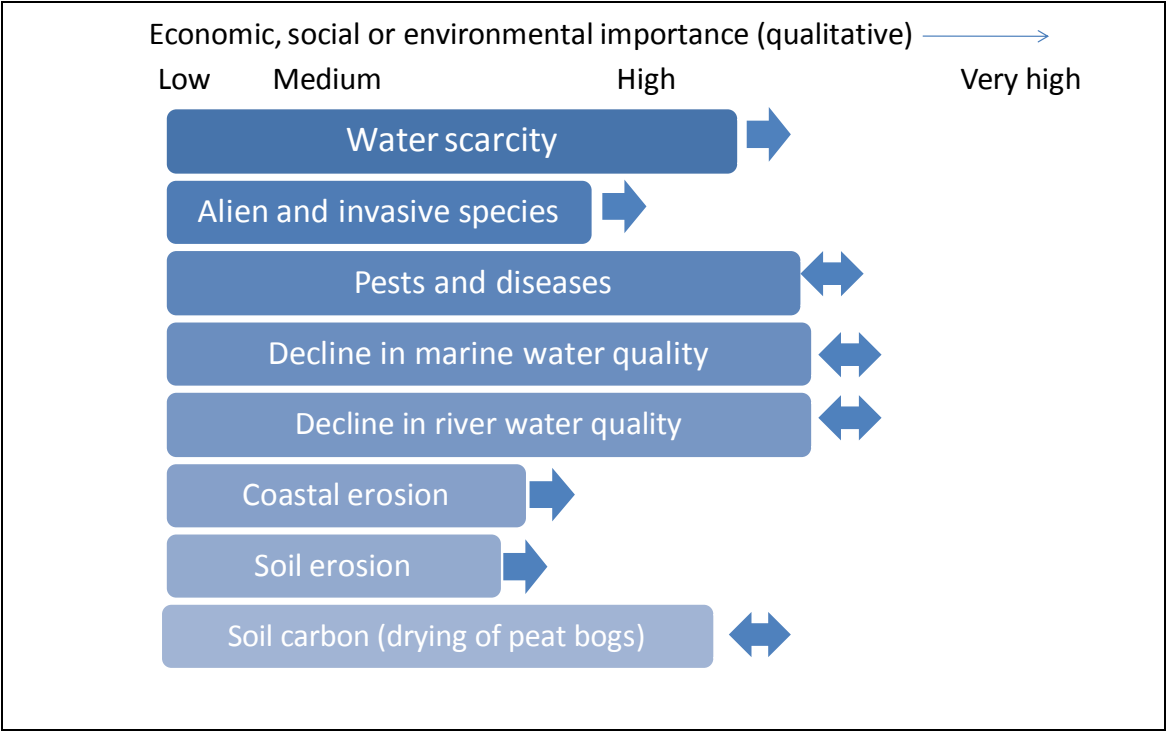 Economic, social or environmental importance (qualitative)
Low Medium High Very high
Water scarcity
Alien and invasive species
Pests and diseases
Decline in marine water quality
Decline in river water quality
Coastal erosion
Soil erosion
Soil carbon (drying of peat bogs)